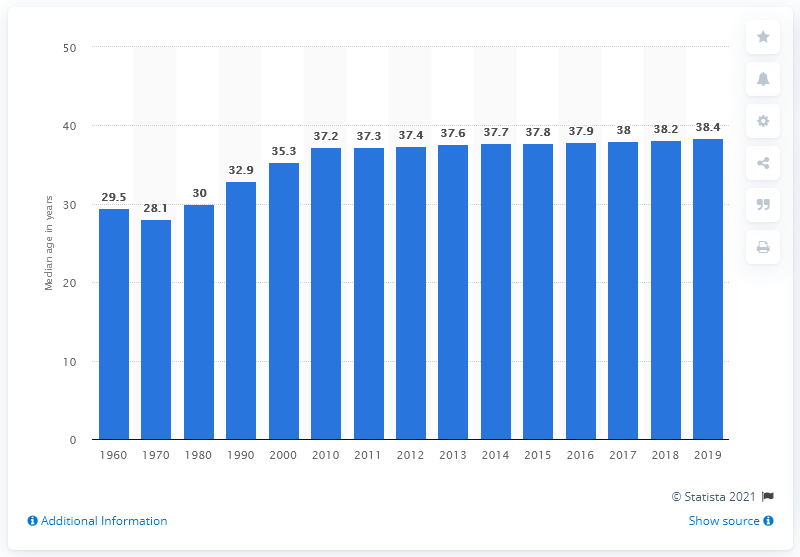 50
40
30
20
10
0
Median age in years
29.5 28.1 30 32.9 35.3 37.2 37.3 37.4 37.6 37.7 37.8 37.9 38 38.2 38.4
1960 1970 1980 1990 2000 2010 2011 2012 2013 2014 2015 2016 2017 2018 2019
© Statista 2021
Additional Information Show source